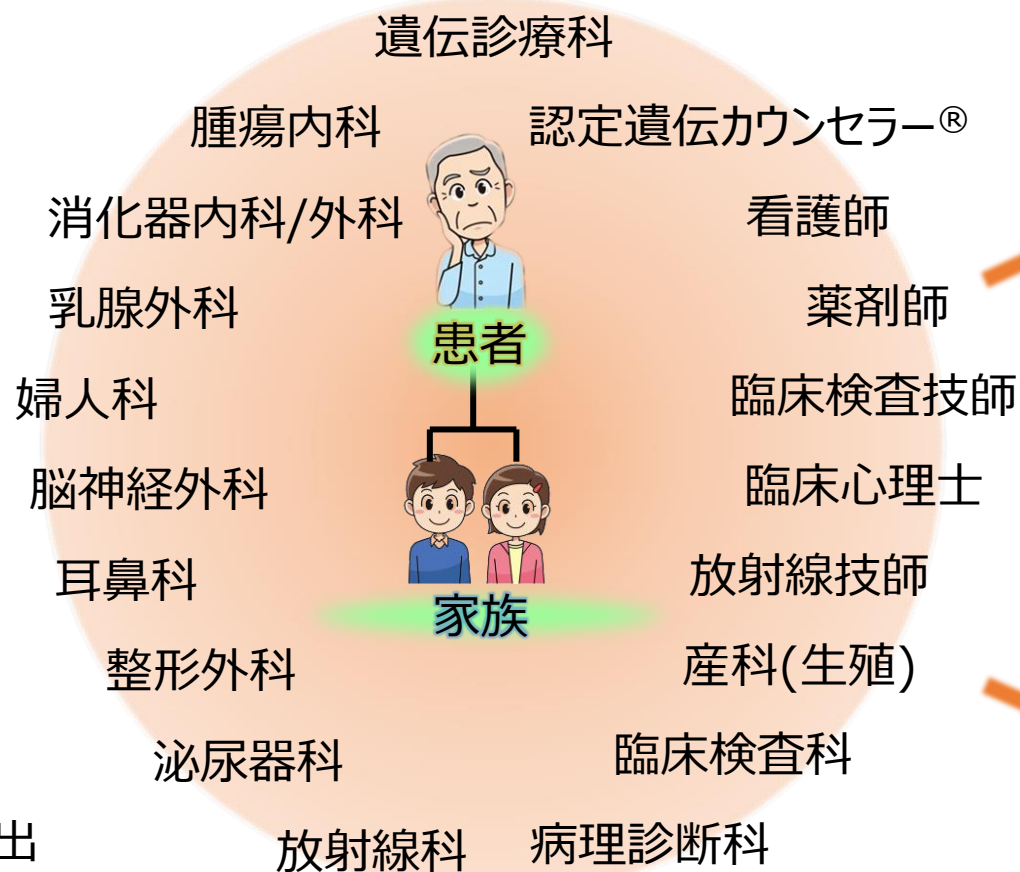 遺伝診療科
腫瘍内科
認定遺伝カウンセラー®
消化器内科/外科
看護師
乳腺外科
薬剤師
患者
婦人科
臨床検査技師
脳神経外科
臨床心理士
耳鼻科
放射線技師
家族
整形外科
産科(生殖)
泌尿器科
臨床検査科
出
放射線科
病理診断科